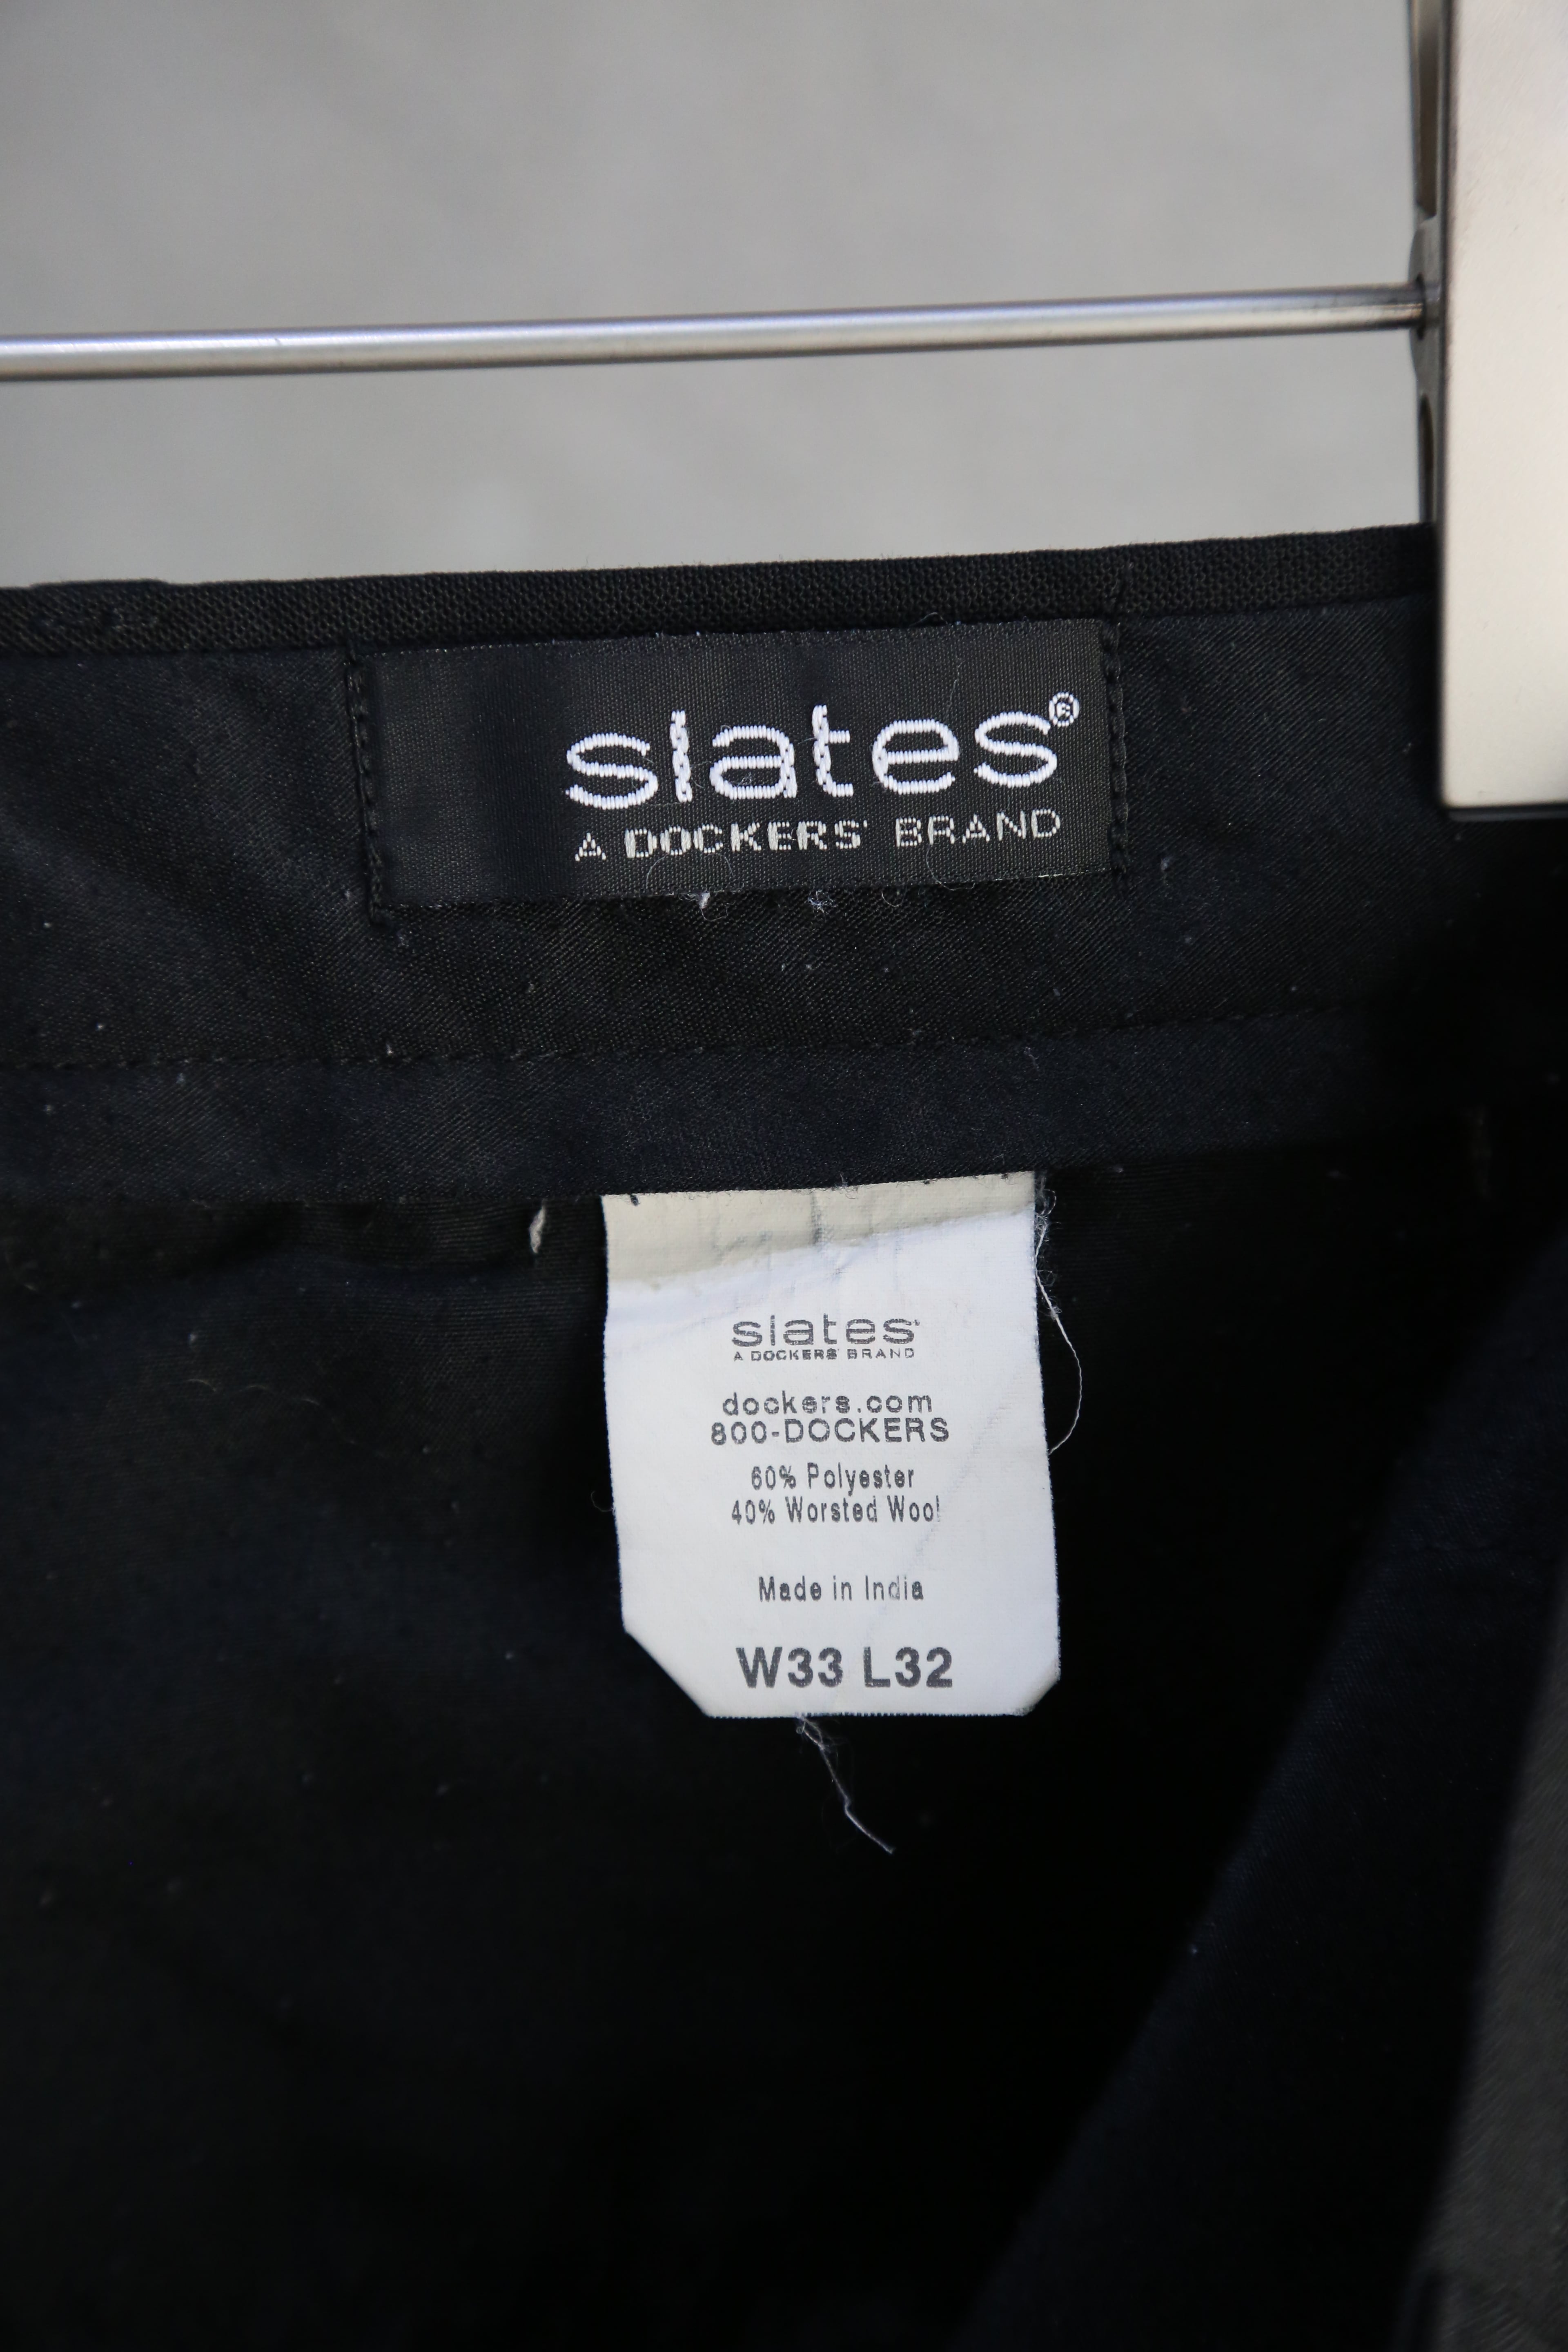 slates®
A DOCKERS® BRAND
slates®
A DOCKERS® BRAND
dockers.com
800-DOCKERS
60% Polyester
40% Worsted Wool
Made in India
W33 L32